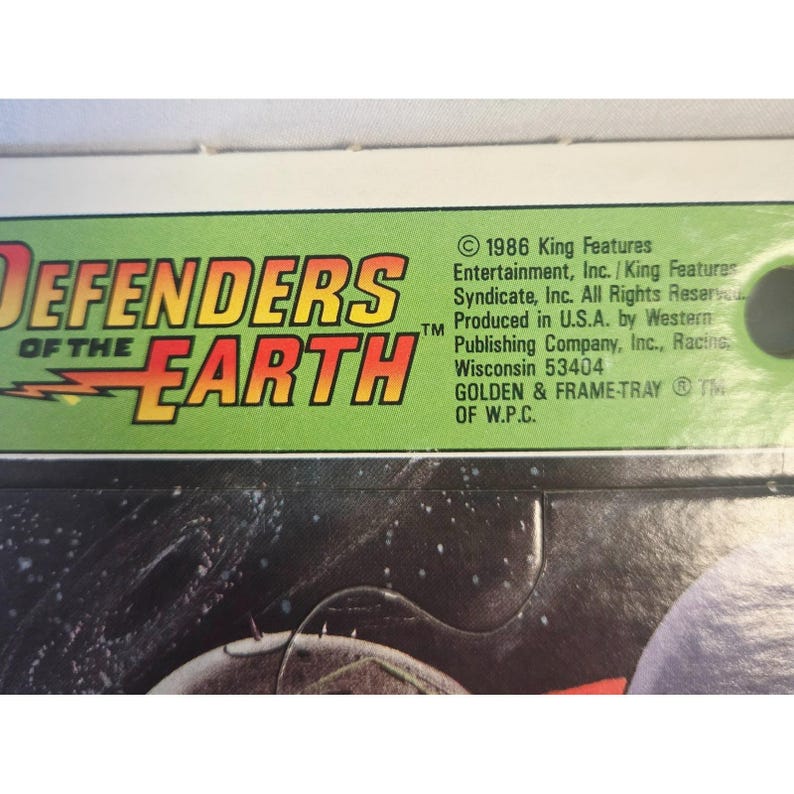 DEFENDERS
OF THE
EARTH™
© 1986 King Features
Entertainment, Inc./King Features
Syndicate, Inc. All Rights Reserved.
Produced in U.S.A. by Western
Publishing Company, Inc., Racine,
Wisconsin 53404
GOLDEN & FRAME-TRAY ® TM
OF W.P.C.